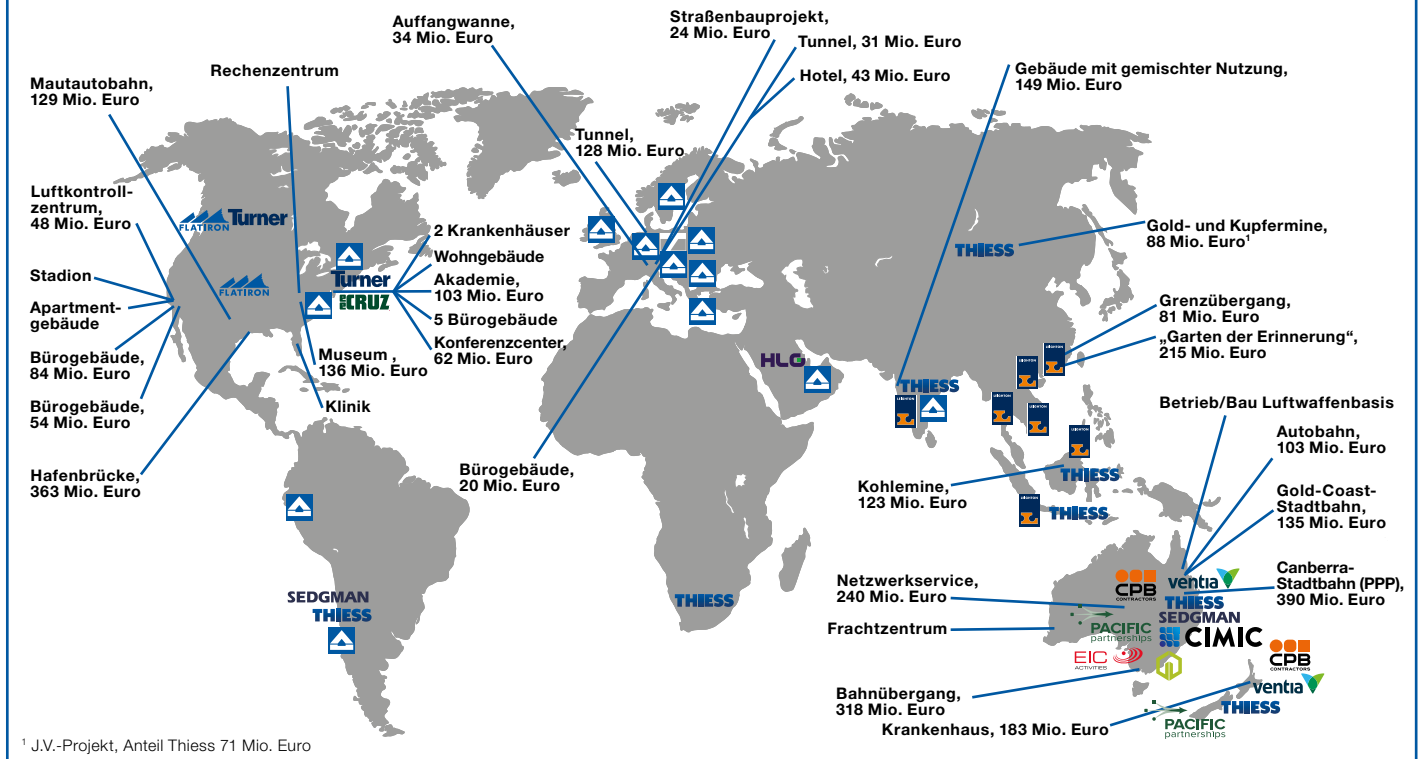 Auffangwanne,
34 Mio. Euro
Straßenbauprojekt,
24 Mio. Euro
Tunnel, 31 Mio. Euro
Hotel, 43 Mio. Euro
Gebäude mit gemischter Nutzung,
149 Mio. Euro
Rechenzentrum
Mautautobahn,
129 Mio. Euro
Tunnel,
128 Mio. Euro
Luftkontroll-
zentrum,
48 Mio. Euro
FLATIRON
Turner
2 Krankenhäuser
Wohngebäude
Akademie,
103 Mio. Euro
5 Bürogebäude
Konferenzcenter,
62 Mio. Euro
Turner
CRUZ
FLATIRON
Stadion
Apartment-
gebäude
Bürogebäude,
84 Mio. Euro
Bürogebäude,
54 Mio. Euro
Museum ,
136 Mio. Euro
Klinik
Hafenbrücke,
363 Mio. Euro
Bürogebäude,
20 Mio. Euro
THIESS
Gold- und Kupfermine,
88 Mio. Euro¹
Grenzübergang,
81 Mio. Euro
„Garten der Erinnerung“,
215 Mio. Euro
HLG
THIESS
LEIGHTON
LEIGHTON
LEIGHTON
LEIGHTON
LEIGHTON
LEIGHTON
LEIGHTON
Betrieb/Bau Luftwaffenbasis
Autobahn,
103 Mio. Euro
Kohlemine,
123 Mio. Euro
THIESS
THIESS
Gold-Coast-
Stadtbahn,
135 Mio. Euro
Canberra-
Stadtbahn (PPP),
390 Mio. Euro
SEDGMAN
THIESS
THIESS
Netzwerkservice,
240 Mio. Euro
Frachtzentrum
CPB
CONTRACTORS
ventia
THIESS
SEDGMAN
PACIFIC
partnerships
CIMIC
EIC
ACTIVITIES
CPB
CONTRACTORS
ventia
THIESS
PACIFIC
partnerships
Bahnübergang,
318 Mio. Euro
Krankenhaus, 183 Mio. Euro
¹ J.V.-Projekt, Anteil Thiess 71 Mio. Euro